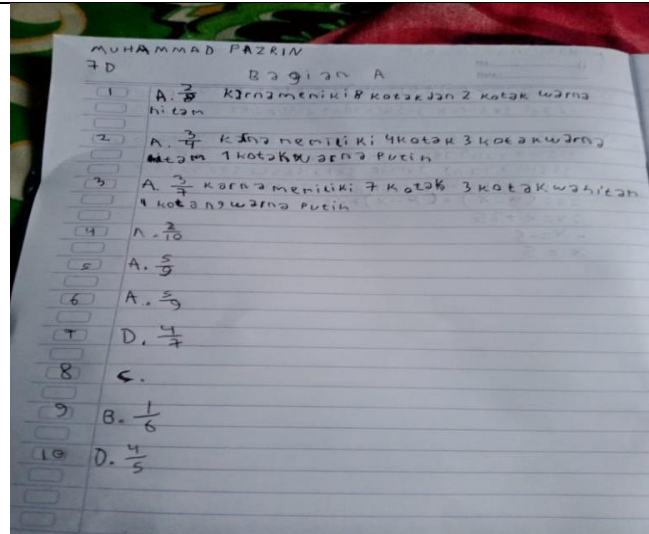 MUHAMMAD PAZRIN
7D
Bagian A
1 A. 2/8 karna memiliki 8 kotak dan 2 kotak warna
hitam
2 A. 3/4 karna memiliki 4 kotak 3 kotak warna
hitam 1 kotak warna putih
3 A. 3/7 karna memiliki 7 kotak 3 kotak wahitan
4 kotang warna putih
4 A. 2/10
5 A. 5/9
6 A. 5/9
7 D. 4/7
8 C.
9 B. 1/6
10 D. 4/5